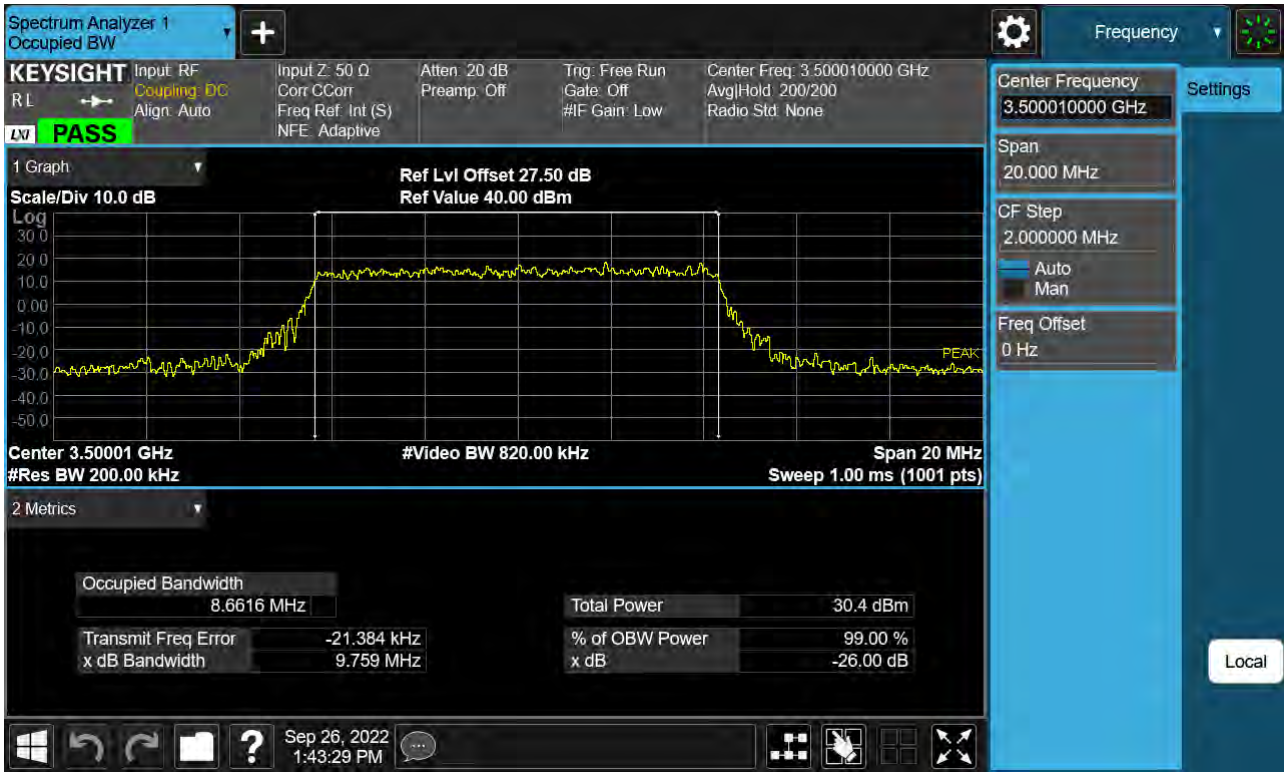 Spectrum Analyzer 1
Occupied BW
Frequency
KEYSIGHT
RL
LXI
PASS
Input: RF
Coupling: DC
Align: Auto
Input Z: 50 Ω
Corr CCorr
Freq Ref: Int (S)
NFE: Adaptive
Atten: 20 dB
Preamp: Off
Trig: Free Run
Gate: Off
#IF Gain: Low
Center Freq: 3.500010000 GHz
Avg|Hold: 200/200
Radio Std: None
Center Frequency
3.500010000 GHz
Settings
Span
20.000 MHz
CF Step
2.000000 MHz
Auto
Man
Freq Offset
0 Hz
1 Graph
Scale/Div 10.0 dB
Ref Lvl Offset 27.50 dB
Ref Value 40.00 dBm
Log
30.0
20.0
10.0
0.00
-10.0
-20.0
-30.0
-40.0
-50.0
PEAK
Center 3.50001 GHz
#Video BW 820.00 kHz
Span 20 MHz
#Res BW 200.00 kHz
Sweep 1.00 ms (1001 pts)
2 Metrics
Occupied Bandwidth
8.6616 MHz
Total Power 30.4 dBm
Transmit Freq Error -21.384 kHz
% of OBW Power 99.00 %
x dB Bandwidth 9.759 MHz
x dB -26.00 dB
Local
?
Sep 26, 2022
1:43:29 PM